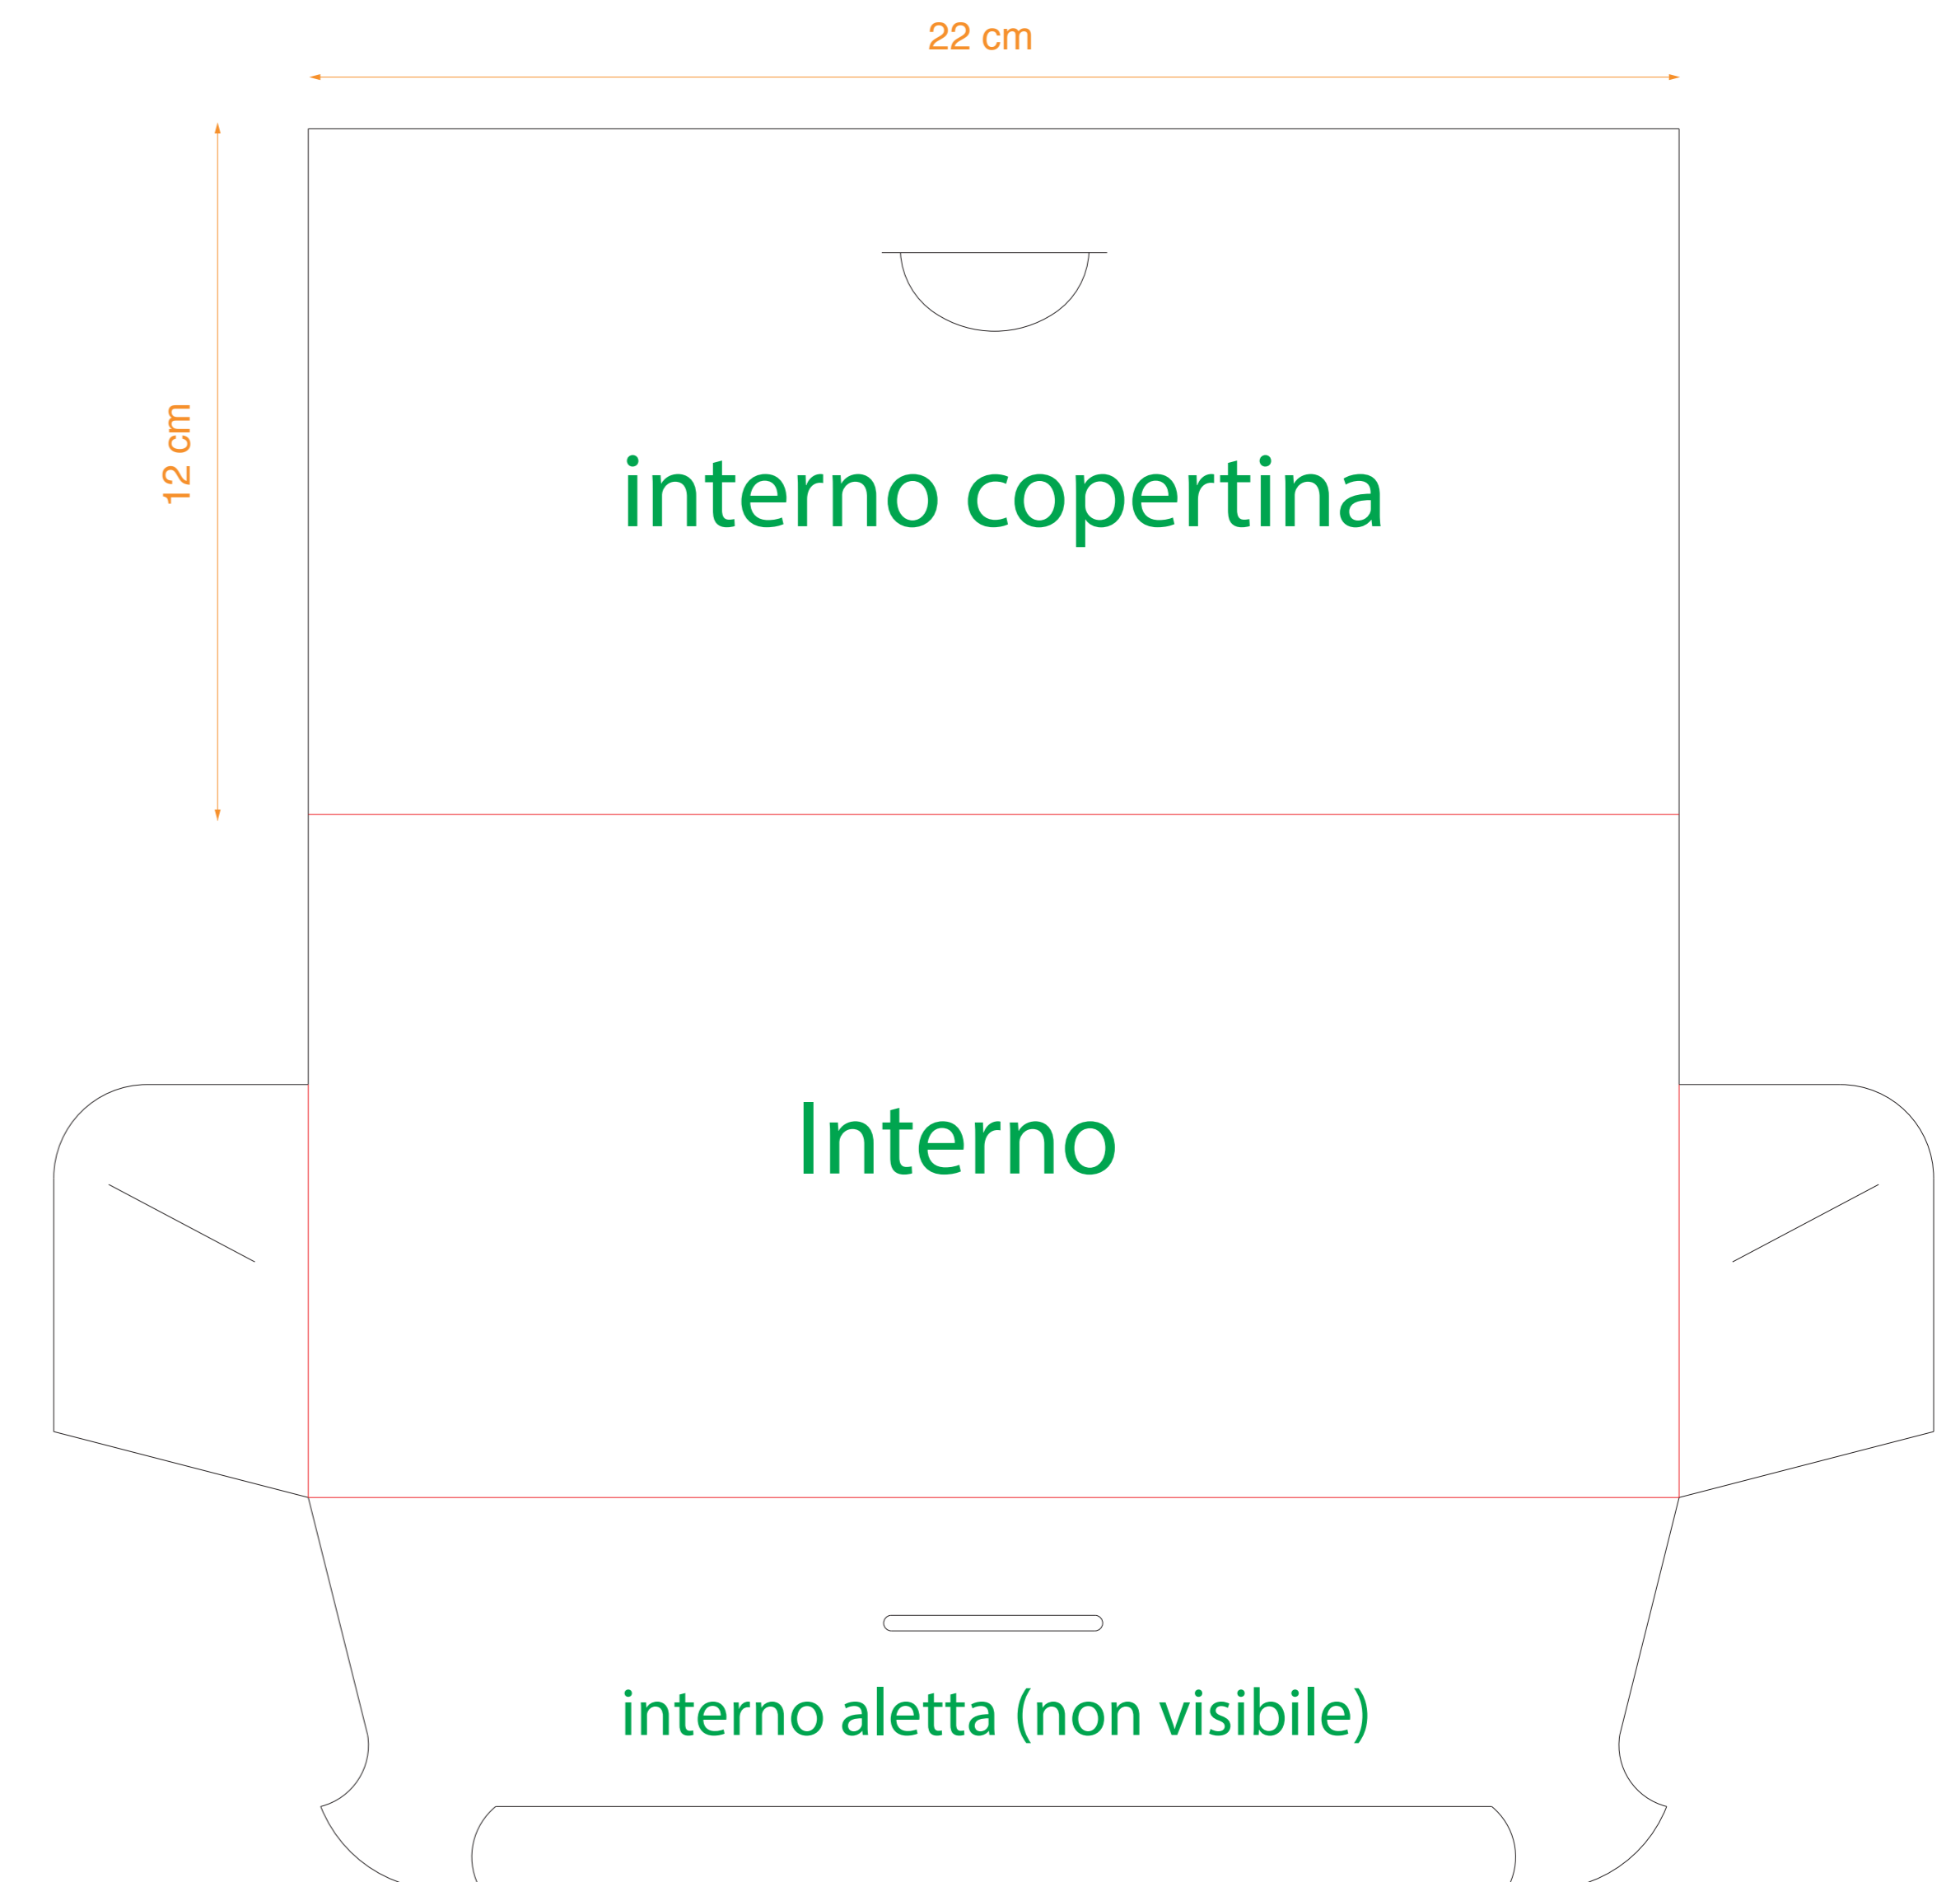 22 cm
12 cm
interno copertina
Interno
interno aletta (non visibile)